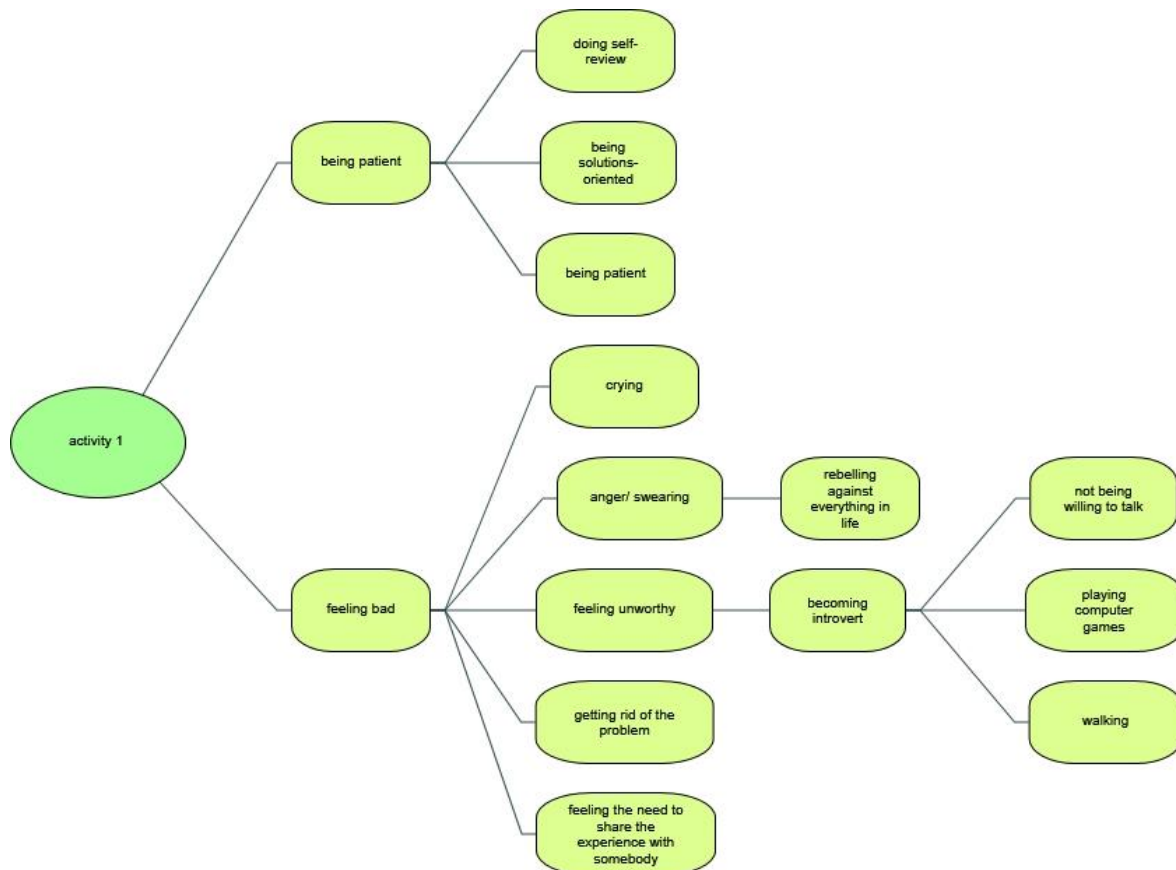 doing self-
review
being patient
being
solutions-
oriented
being patient
crying
activity 1
anger/ swearing
rebelling
against
everything in
life
not being
willing to talk
feeling bad
feeling unworthy
becoming
introvert
playing
computer
games
getting rid of the
problem
walking
feeling the need to
share the
experience with
somebody